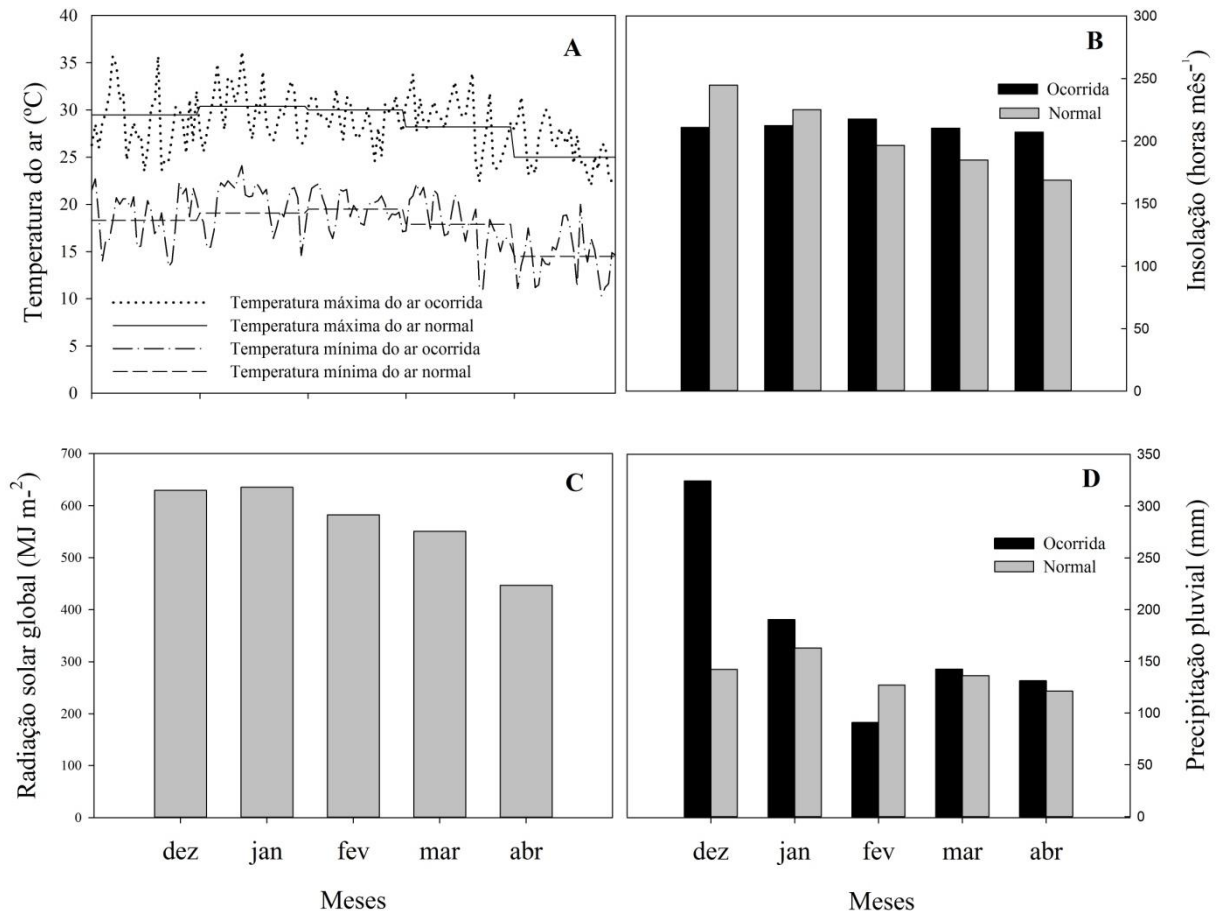 Temperatura do ar (ºC)
40
35
30
25
20
15
10
5
0
A
Temperatura máxima do ar ocorrida
Temperatura máxima do ar normal
Temperatura mínima do ar ocorrida
Temperatura mínima do ar normal
B
Ocorrida
Normal
300
250
200
150
100
50
0
Insolação (horas mês-¹)
Radiação solar global (MJ m-²)
700
600
500
400
300
200
100
0
C
dez jan fev mar abr
Meses
D
Ocorrida
Normal
350
300
250
200
150
100
50
0
Precipitação pluvial (mm)
dez jan fev mar abr
Meses